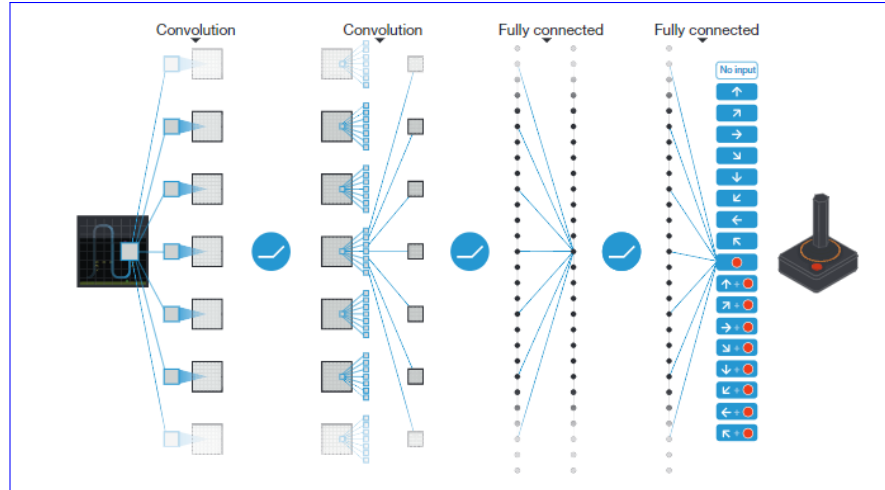 Convolution
Convolution
Fully connected
Fully connected
No input
+
+
+
+
+
+
+
+